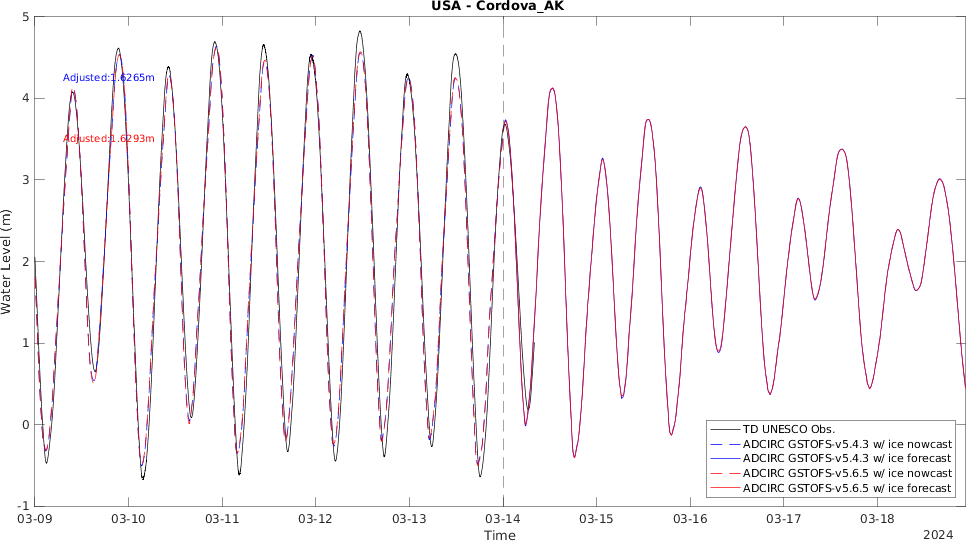 USA - Cordova_AK
5
4
3
2
1
0
-1
Water Level (m)
Adjusted:1.6265m
Adjusted:1.6293m
TD UNESCO Obs.
ADCIRC GSTOFS-v5.4.3 w/ ice nowcast
ADCIRC GSTOFS-v5.4.3 w/ ice forecast
ADCIRC GSTOFS-v5.6.5 w/ ice nowcast
ADCIRC GSTOFS-v5.6.5 w/ ice forecast
03-09 03-10 03-11 03-12 03-13 03-14 03-15 03-16 03-17 03-18
Time
2024